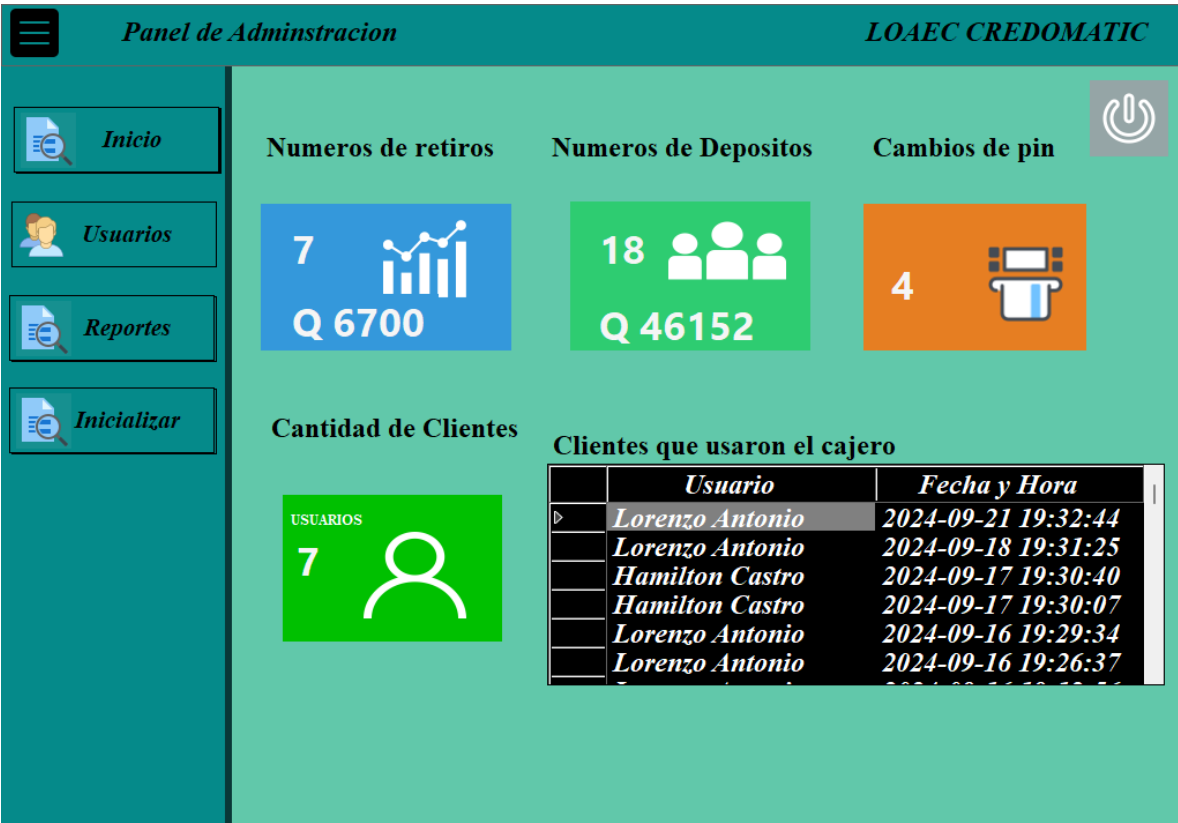 Panel de Adminstracion
LOAEC CREDOMATIC
Inicio
Usuarios
Reportes
Inicializar
Numeros de retiros
7
Q 6700
Numeros de Depositos
18
Q 46152
Cambios de pin
4
Cantidad de Clientes
USUARIOS
7
Clientes que usaron el cajero
Usuario Fecha y Hora
Lorenzo Antonio 2024-09-21 19:32:44
Lorenzo Antonio 2024-09-18 19:31:25
Hamilton Castro 2024-09-17 19:30:40
Hamilton Castro 2024-09-17 19:30:07
Lorenzo Antonio 2024-09-16 19:29:34
Lorenzo Antonio 2024-09-16 19:26:37